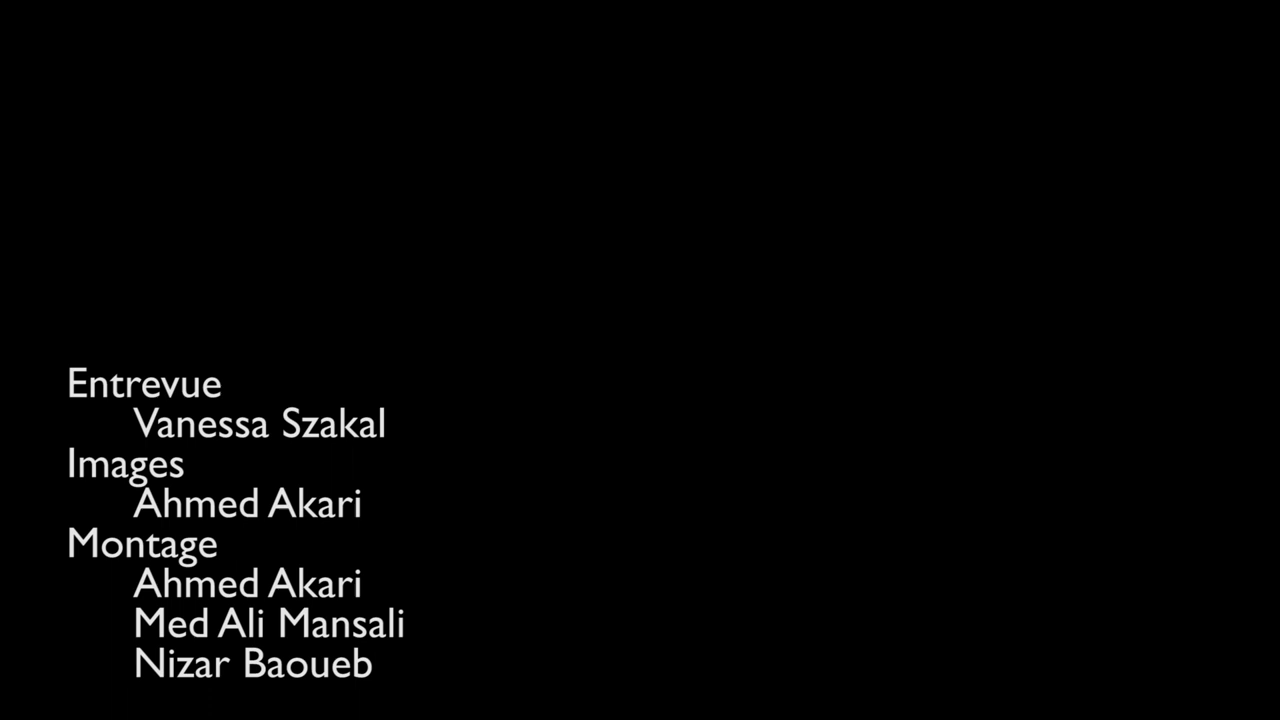 Entrevue
Vanessa Szakal
Images
Ahmed Akari
Montage
Ahmed Akari
Med Ali Mansali
Nizar Baoueb